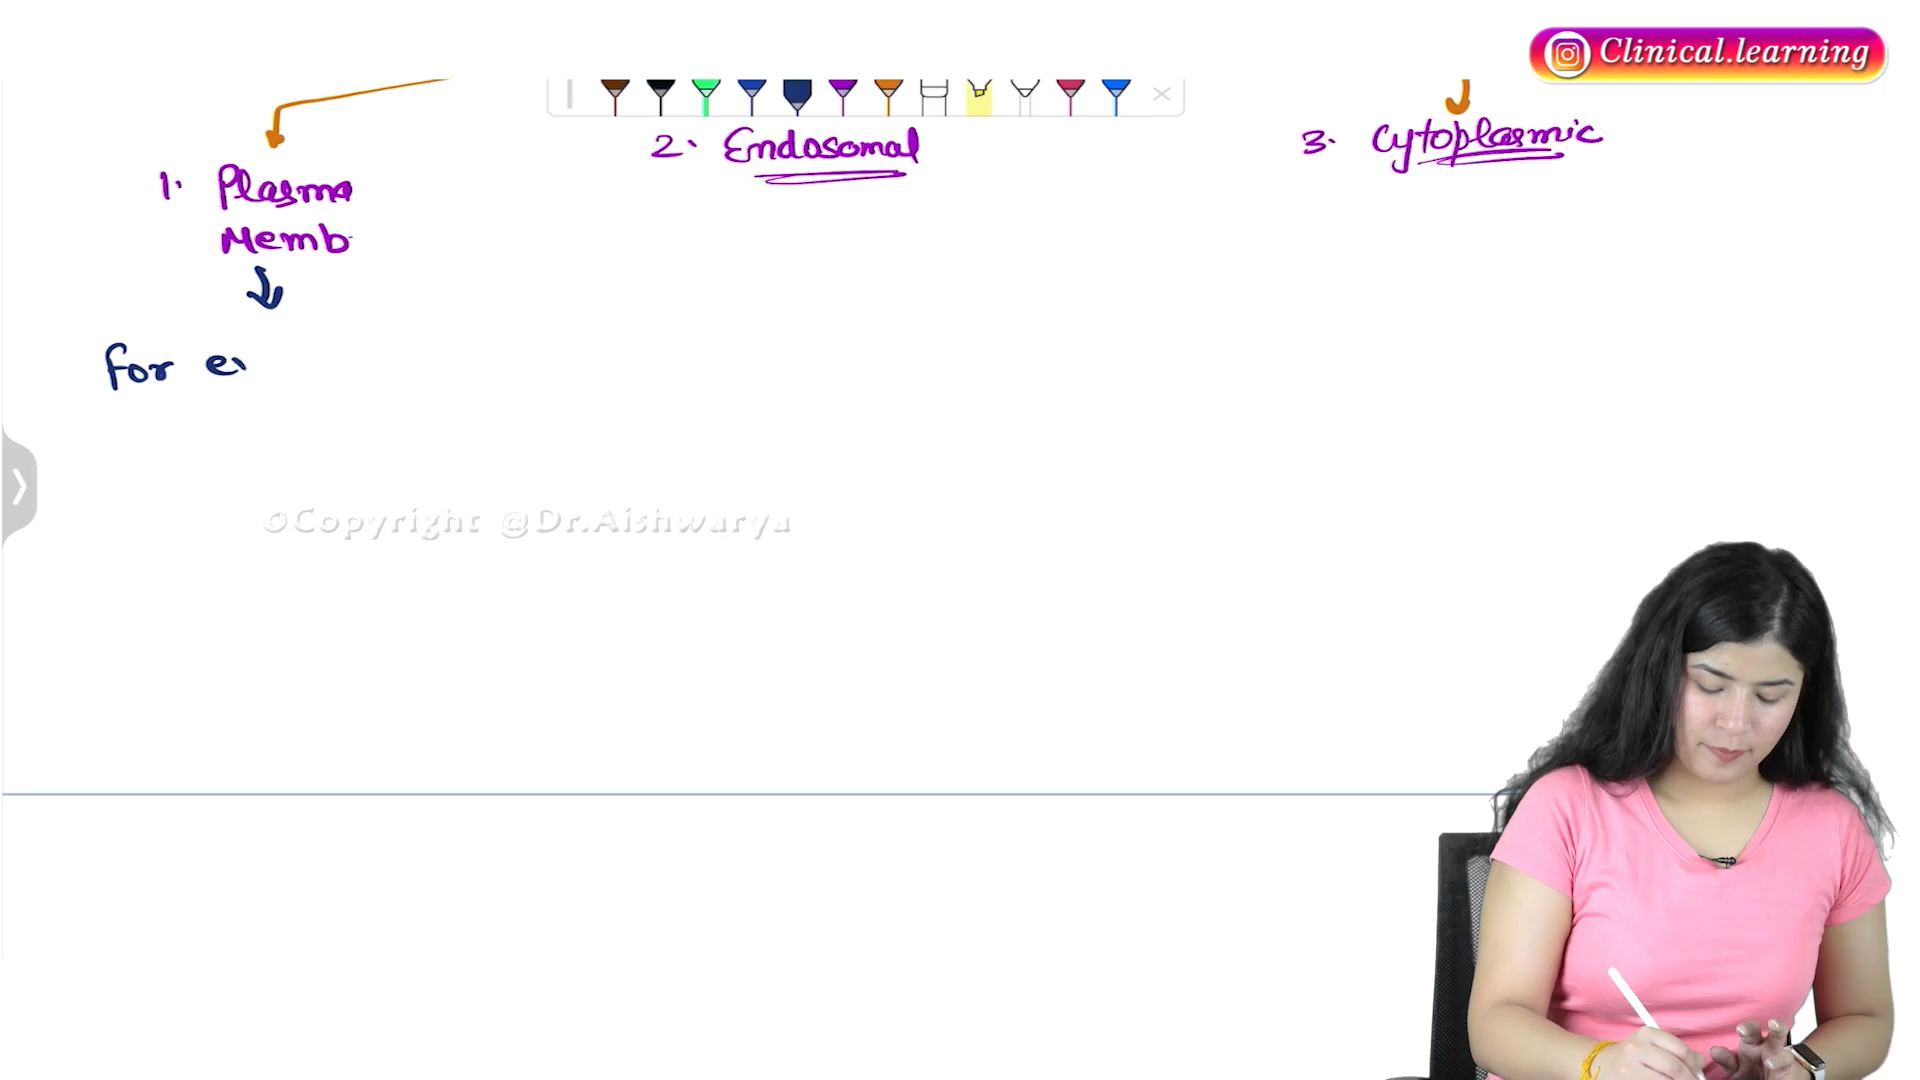 Clinical.learning
2. Endosomal
3. Cytoplasmic
1. Plasma
Memb
For
©Copyright @Dr.Aishwarya